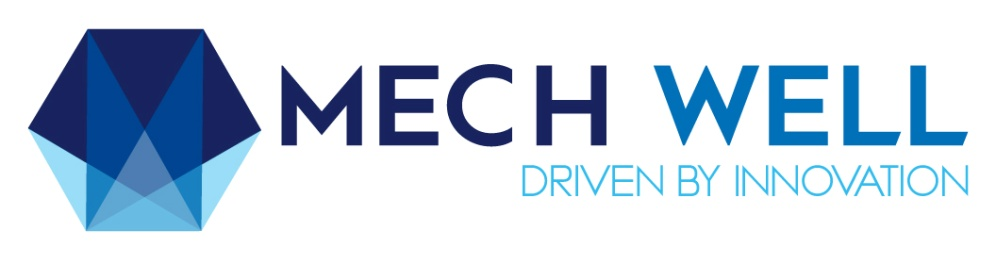 MECH WELL
DRIVEN BY INNOVATION